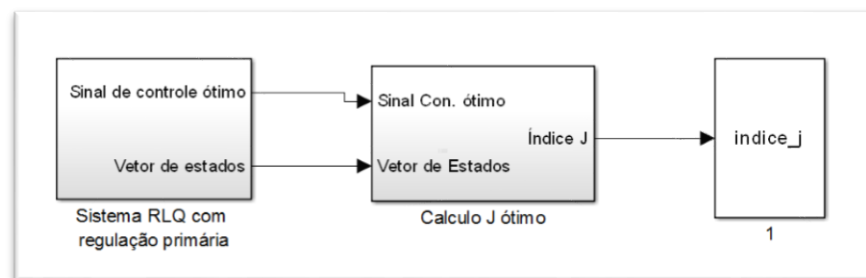 Sinal de controle ótimo
Vetor de estados
Sistema RLQ com
regulação primária
Sinal Con. ótimo
Índice J
Vetor de Estados
Calculo J ótimo
indice_j
1